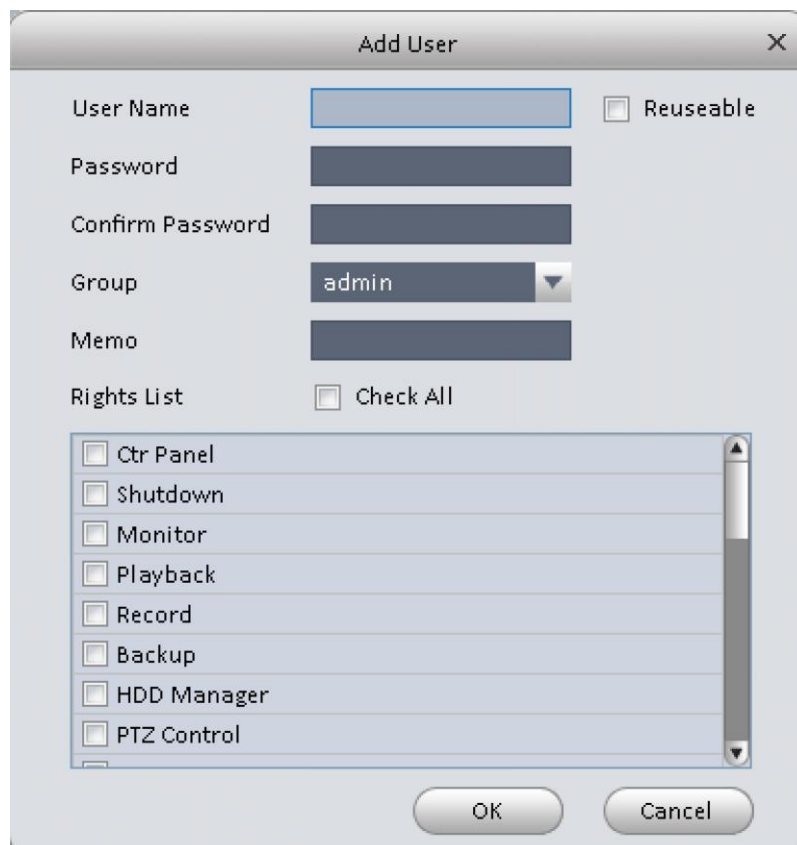 Add User
User Name
Reuseable
Password
Confirm Password
Group
admin
Memo
Rights List
Check All
Ctr Panel
Shutdown
Monitor
Playback
Record
Backup
HDD Manager
PTZ Control
OK
Cancel